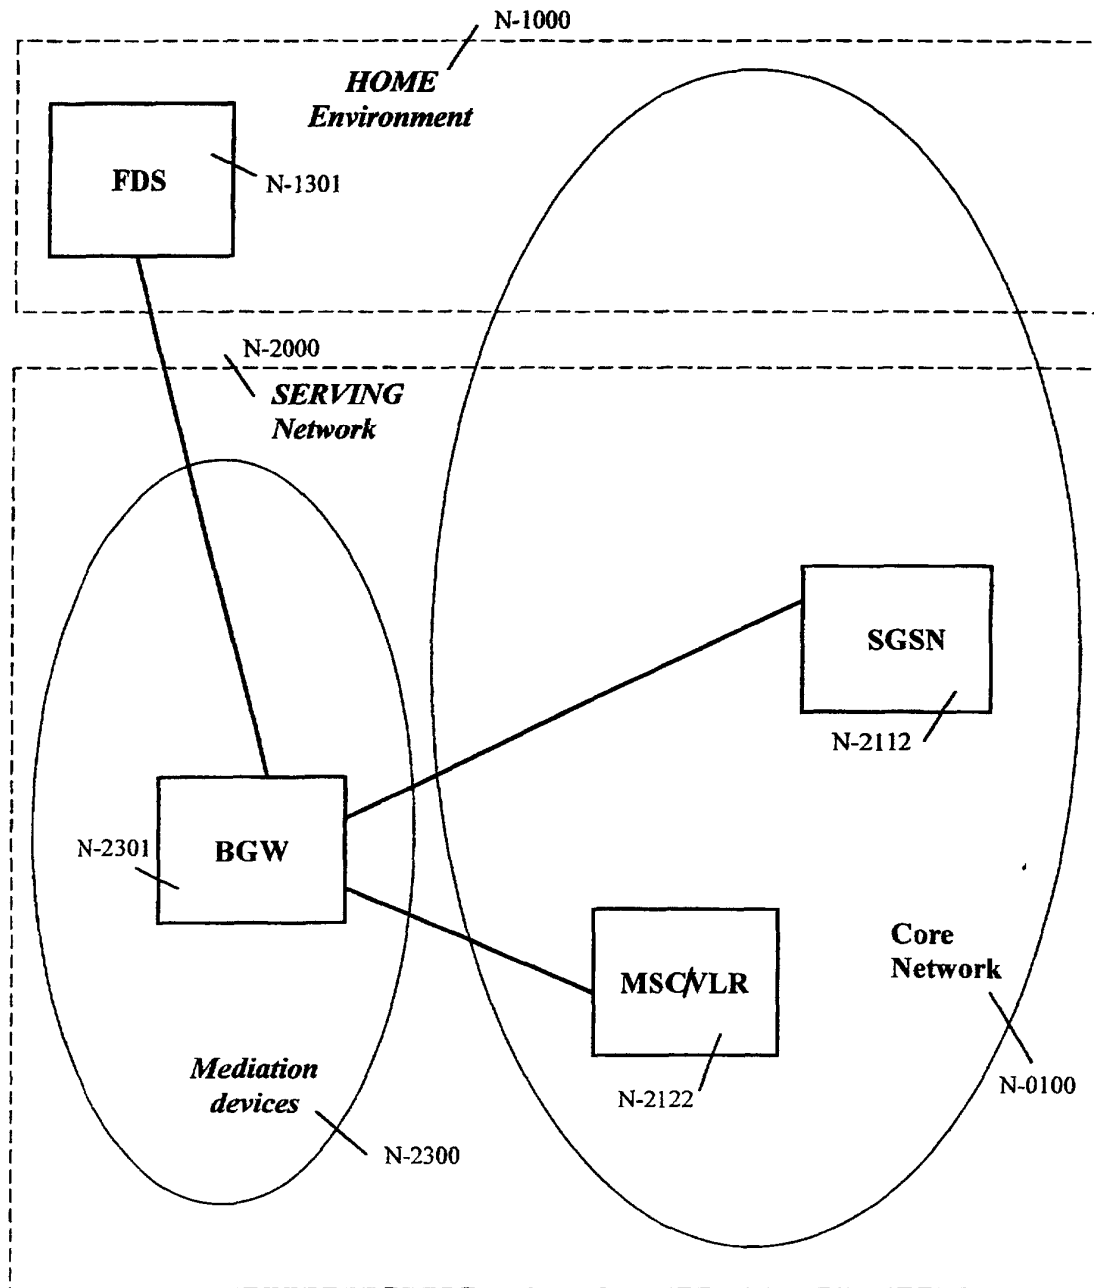 N-1000
HOME
Environment
FDS
N-1301
N-2000
SERVING
Network
SGSN
N-2112
N-2301
BGW
MSC/VLR
Core
Network
N-2122
N-0100
Mediation
devices
N-2300